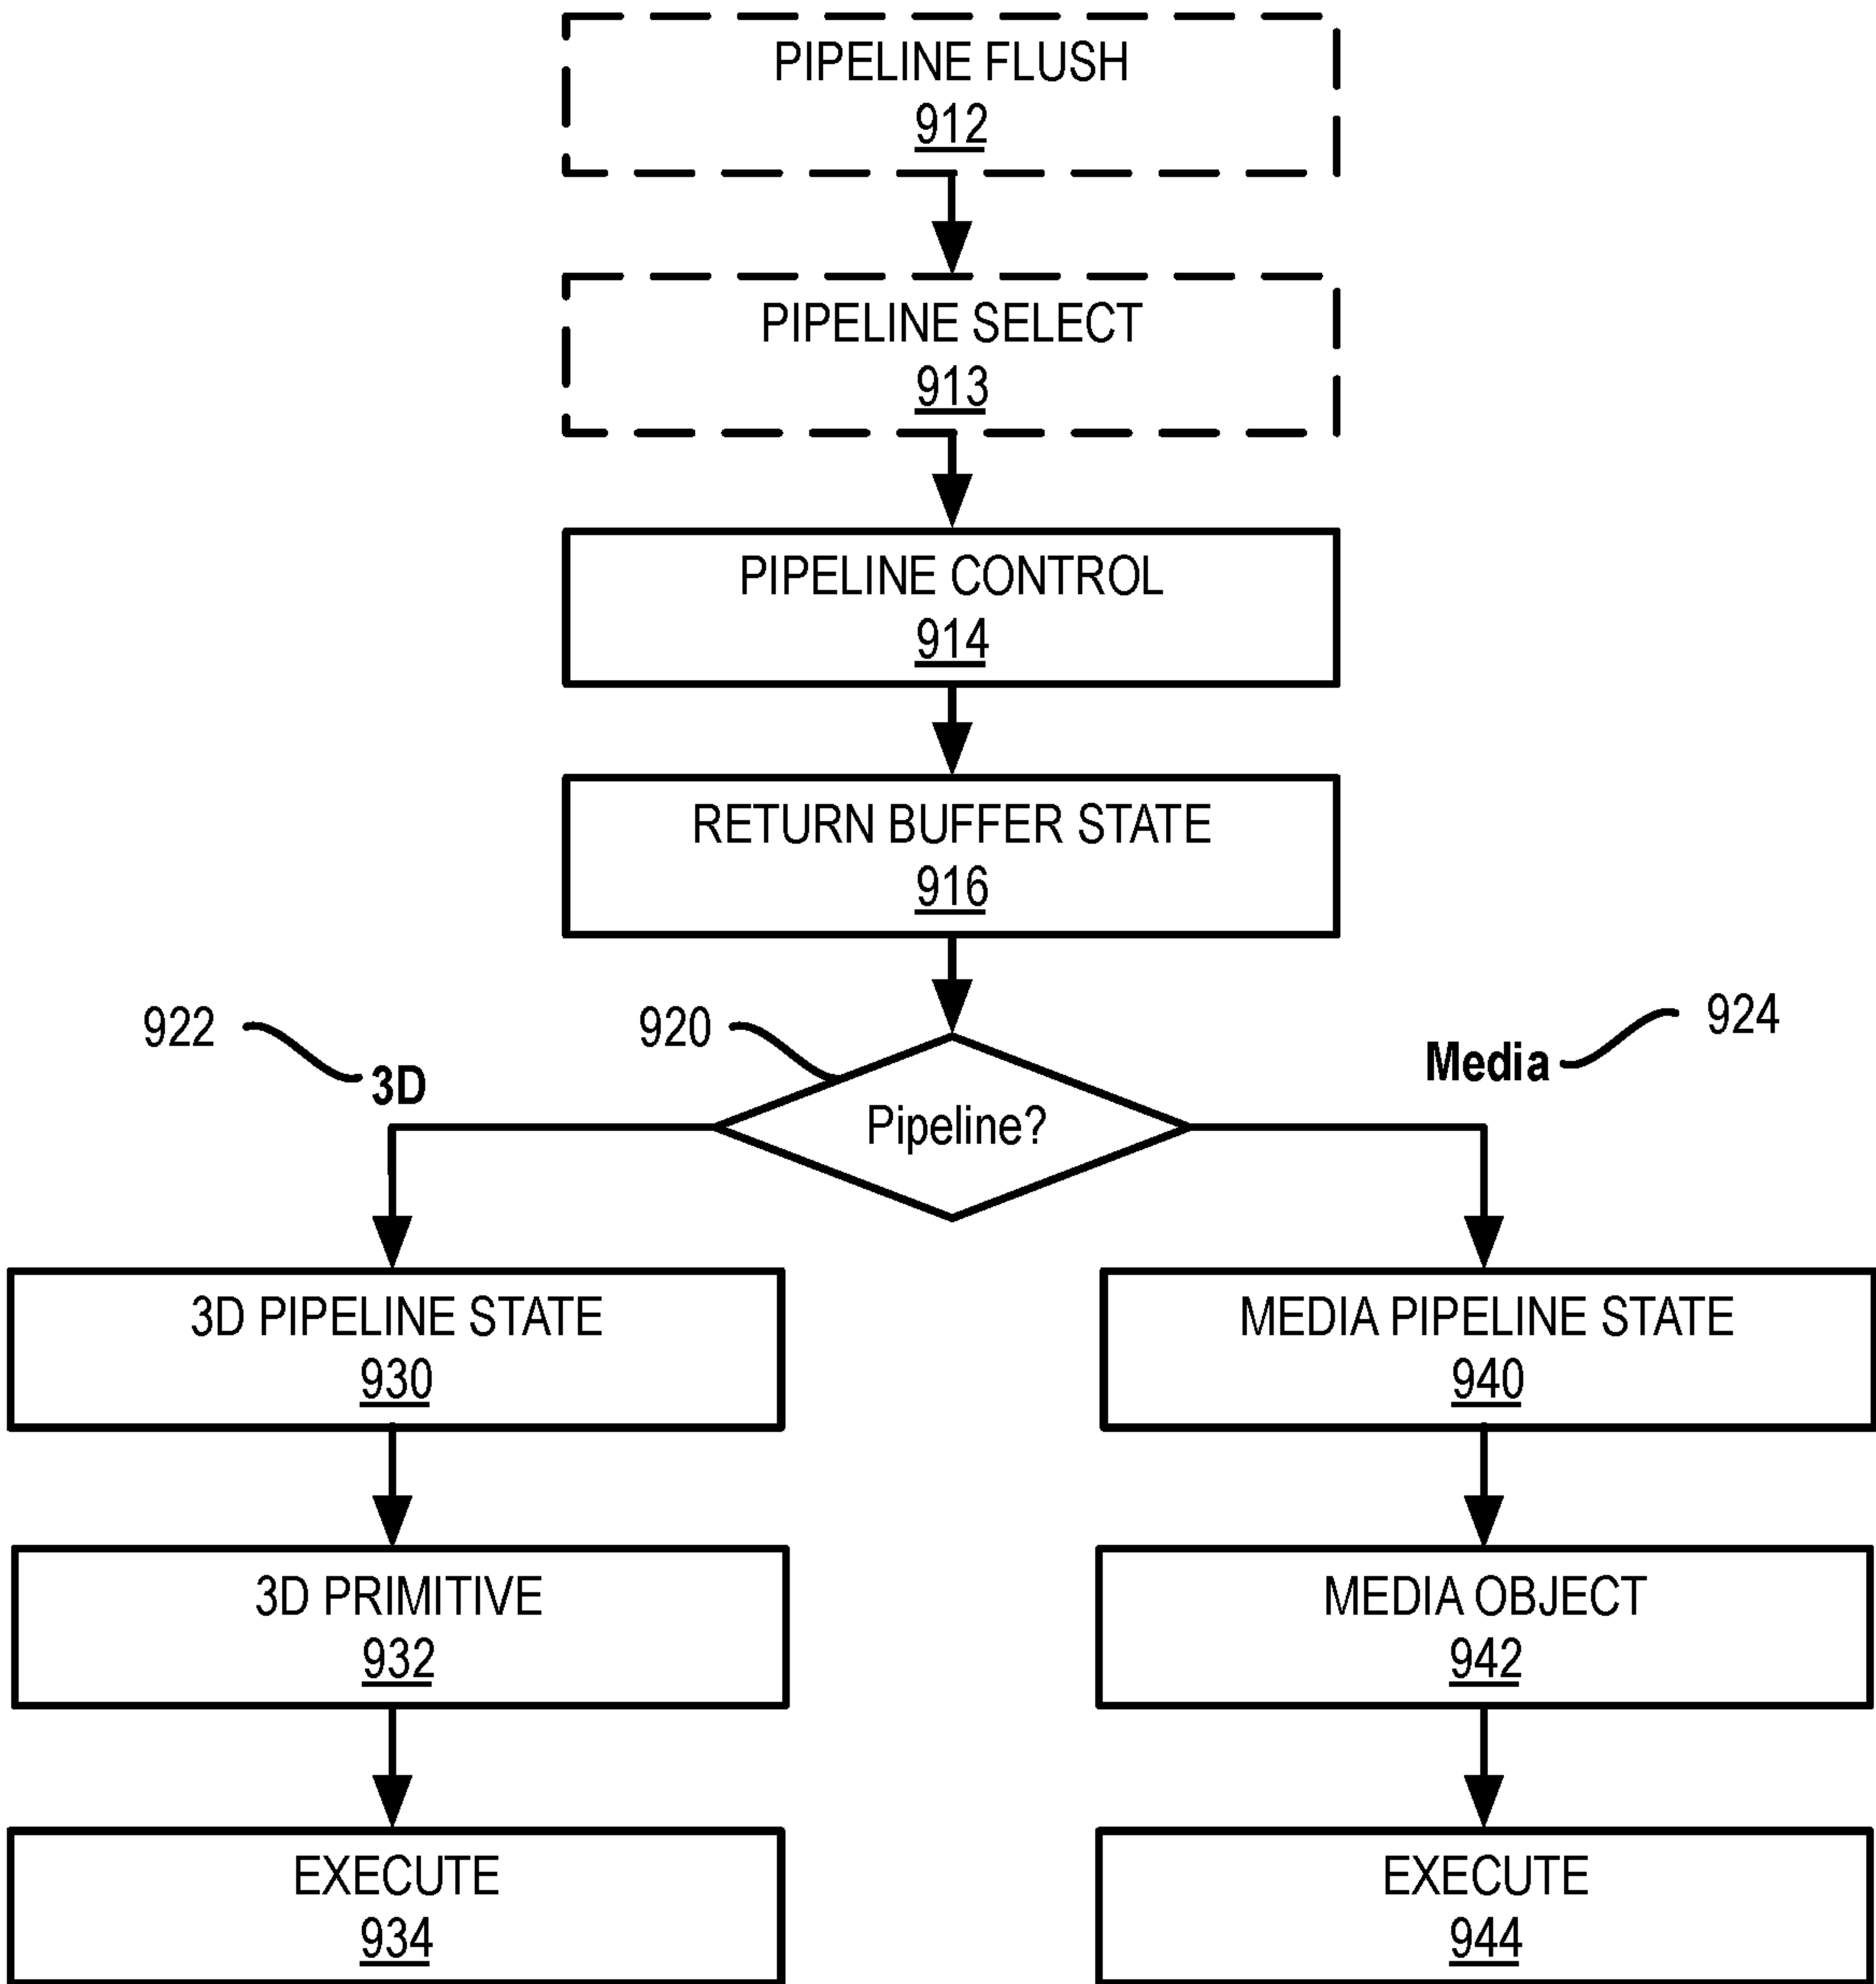 PIPELINE FLUSH
912
PIPELINE SELECT
913
PIPELINE CONTROL
914
RETURN BUFFER STATE
916
922
920
924
3D
Media
Pipeline?
3D PIPELINE STATE
930
MEDIA PIPELINE STATE
940
3D PRIMITIVE
932
MEDIA OBJECT
942
EXECUTE
934
EXECUTE
944